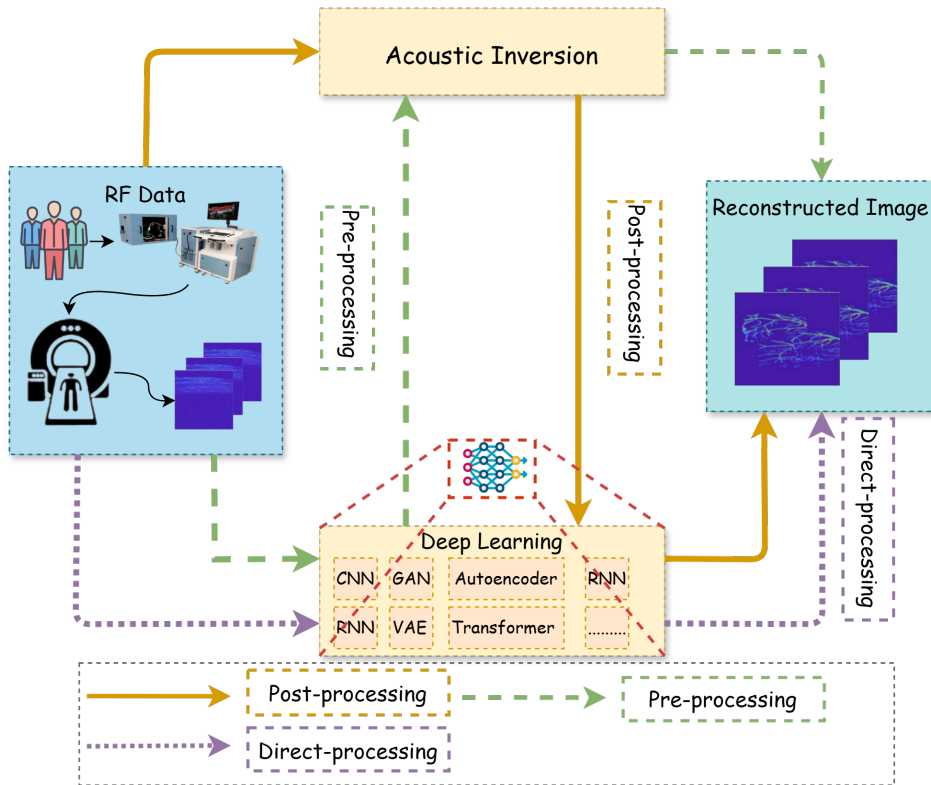 Acoustic Inversion
RF Data
Pre-processing
Post-processing
Reconstructed Image
Direct-processing
Deep Learning
CNN GAN Autoencoder RNN
RNN VAE Transformer .........
Post-processing Pre-processing
Direct-processing